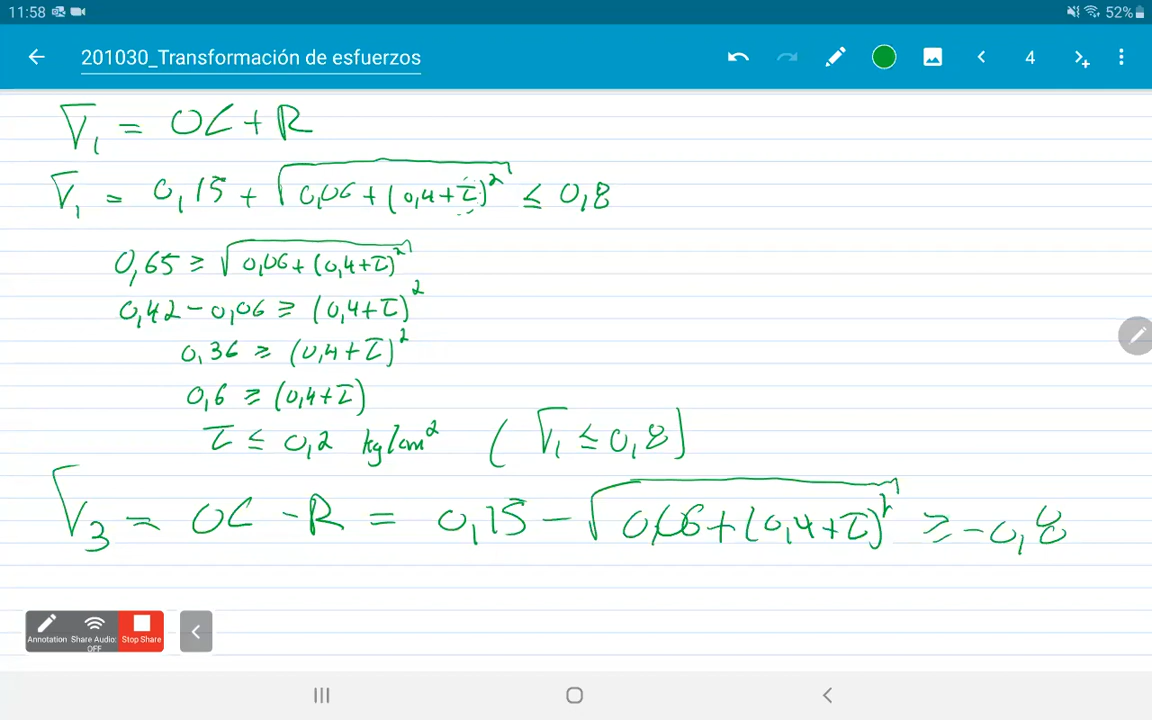 11:58 52%
201030_Transformación de esfuerzos 4
σ₁ = OC + R
σ₁ = 0,15 + √(0,06 + (0,4 + τ)²) ≤ 0,8
0,65 ≥ √(0,06 + (0,4 + τ)²)
0,42 - 0,06 ≥ (0,4 + τ)²
0,36 ≥ (0,4 + τ)²
0,6 ≥ (0,4 + τ)
τ ≤ 0,2 kg/cm² (σ₁ ≤ 0,8)
σ₃ = OC - R = 0,15 - √(0,06 + (0,4 + τ)²) ≥ -0,8
Annotation Share Audio: OFF Stop Share